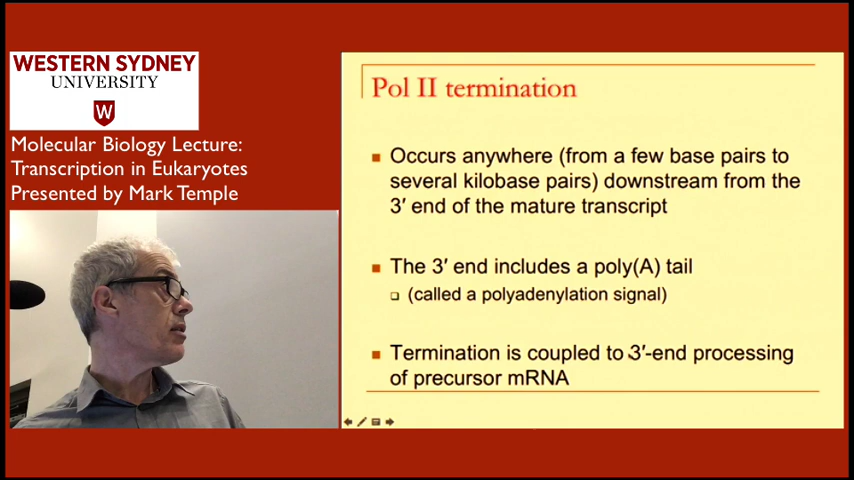 WESTERN SYDNEY
UNIVERSITY
W
Molecular Biology Lecture:
Transcription in Eukaryotes
Presented by Mark Temple
Pol II termination
Occurs anywhere (from a few base pairs to
several kilobase pairs) downstream from the
3′ end of the mature transcript
The 3′ end includes a poly(A) tail
(called a polyadenylation signal)
Termination is coupled to 3′-end processing
of precursor mRNA